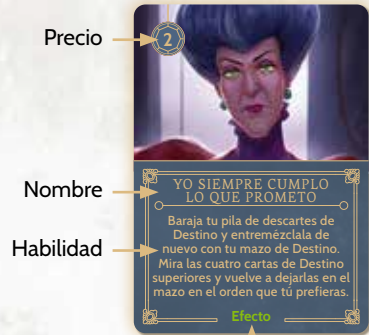 Precio
2
Nombre
YO SIEMPRE CUMPLO
LO QUE PROMETO
Habilidad
Baraja tu pila de descartes de
Destino y entremézclala de
nuevo con tu mazo de Destino.
Mira las cuatro cartas de Destino
superiores y vuelve a dejarlas en el
mazo en el orden que tú prefieras.
Efecto